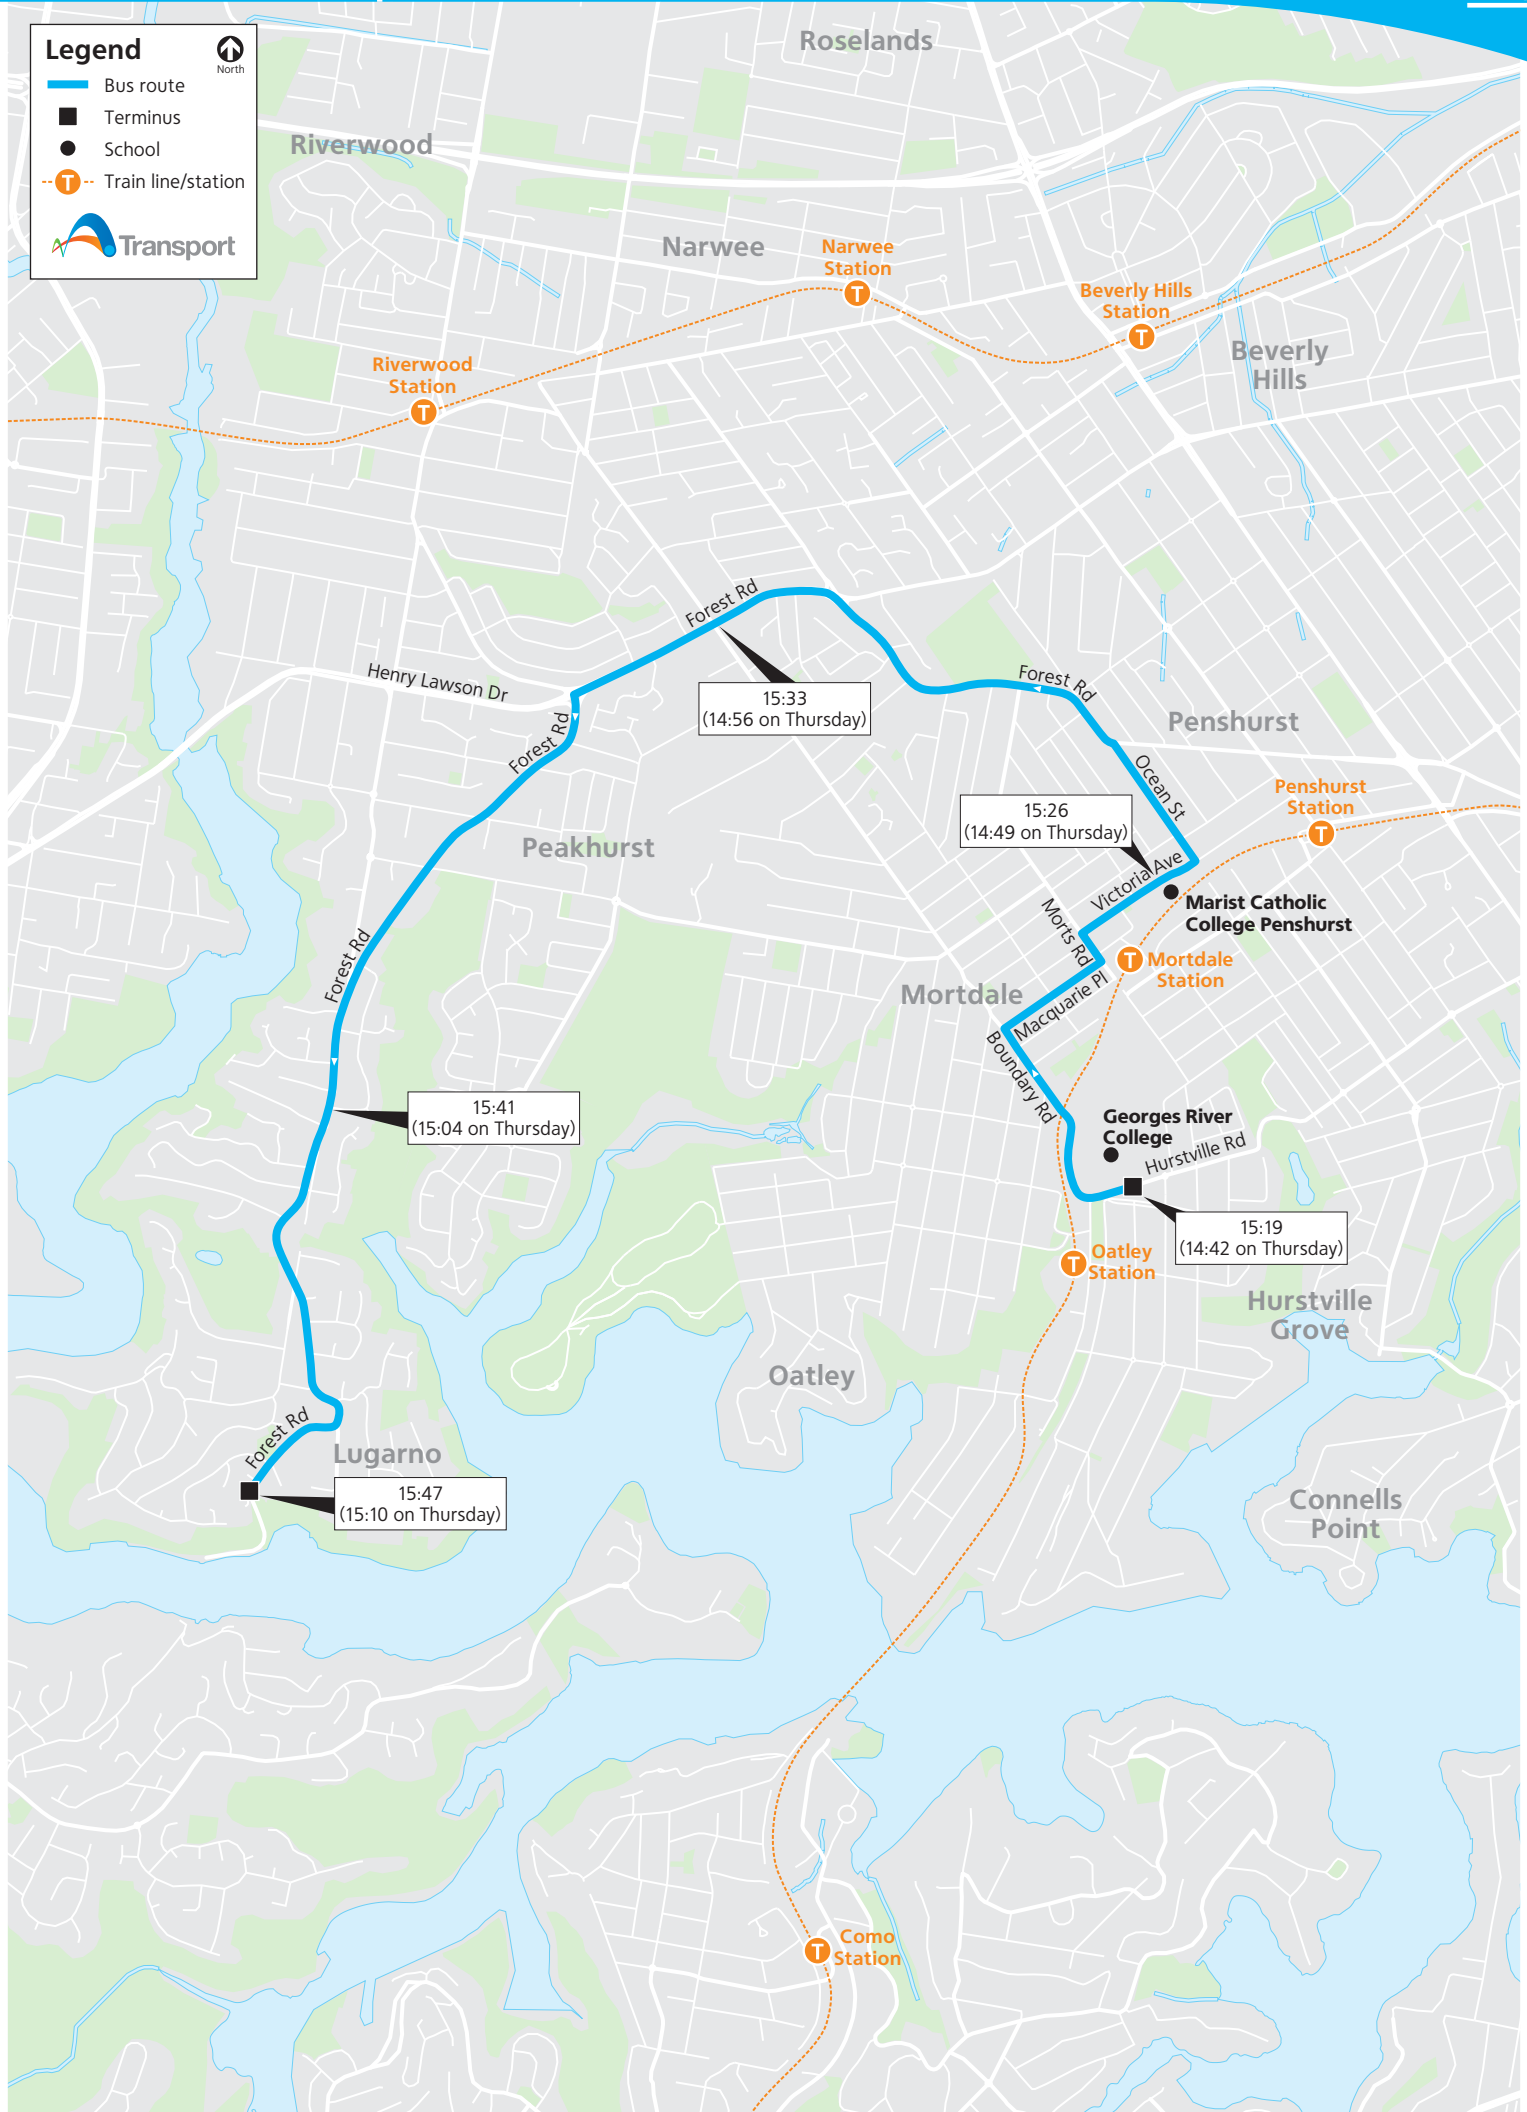 Legend
North
Bus route
Terminus
School
T
Train line/station
Transport
Roselands
Riverwood
Narwee
Narwee
Station
T
Beverly Hills
Station
T
Beverly
Hills
Riverwood
Station
T
Forest Rd
Henry Lawson Dr
Forest Rd
15:33
(14:56 on Thursday)
Forest Rd
Penshurst
Ocean St
Penshurst
Station
T
15:26
(14:49 on Thursday)
Peakhurst
Victoria Ave
Marist Catholic
College Penshurst
Morts Rd
T
Mortdale
Station
Forest Rd
Mortdale
Macquarie Pl
Boundary Rd
15:41
(15:04 on Thursday)
Georges River
College
Hurstville Rd
15:19
(14:42 on Thursday)
T
Oatley
Station
Hurstville
Grove
Oatley
Forest Rd
Lugarno
15:47
(15:10 on Thursday)
Connells
Point
T
Como
Station